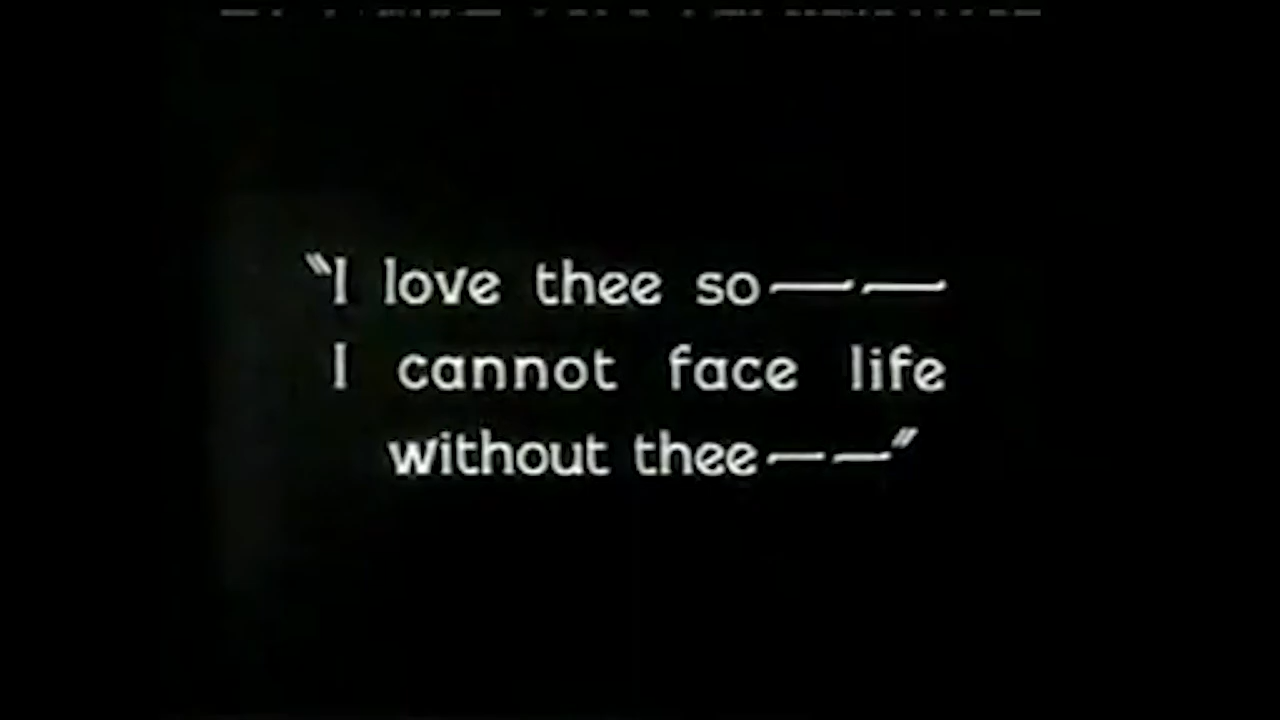 "I love thee so——
I cannot face life
without thee——"